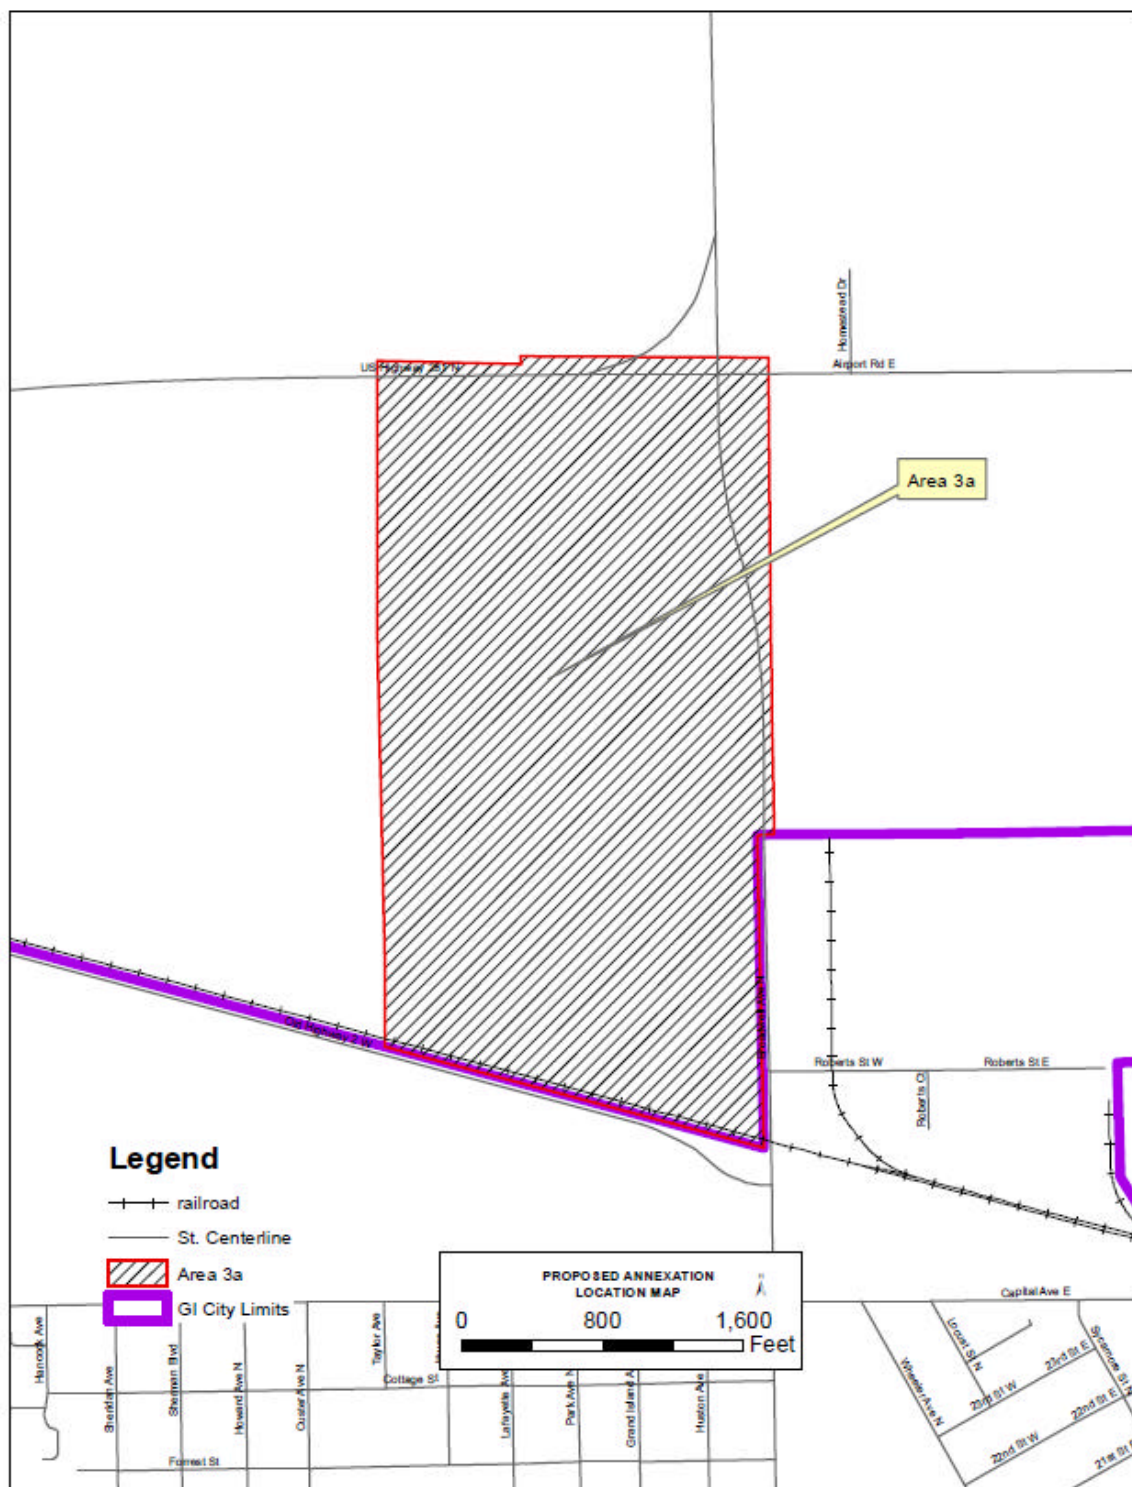 Homestead Dr
US Highway 281 N
Airport Rd E
Area 3a
Broadwell Ave N
Old Highway 2 W
Roberts St W
Roberts St E
Roberts Ct
Legend
railroad
St. Centerline
Area 3a
GI City Limits
PROPOSED ANNEXATION
LOCATION MAP
N
0 800 1,600
Feet
Capital Ave E
Hancock Ave
Sheridan Ave
Sherman Blvd
Howard Ave N
Custer Ave N
Taylor Ave
Cottage St
Lafayette Ave
Park Ave N
Grand Island A
Huston Ave
Forrest St
Wheeler Ave N
Locust St N
Sycamore St N
23rd St E
23rd St W
22nd St E
22nd St W
21st St